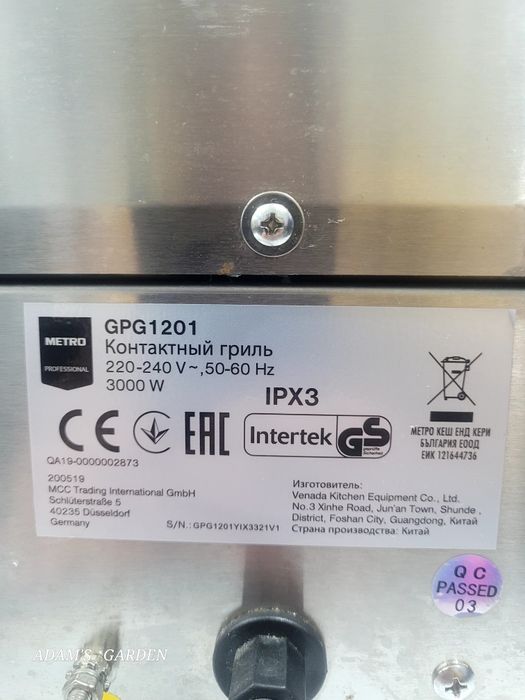 METRO
PROFESSIONAL
GPG1201
Контактный гриль
220-240 V ~,50-60 Hz
3000 W
IPX3
CE
EAC
Intertek
GS
geprüfte
Sicherheit
МЕТРО КЕШ ЕНД КЕРИ
БЪЛГАРИЯ ЕООД
ЕИК 121644736
QA19-0000002873
200519
MCC Trading International GmbH
Schlüterstraße 5
40235 Düsseldorf
Germany
S/N.: GPG1201YIX3321V1
Изготовитель:
Venada Kitchen Equipment Co., Ltd.
No.3 Xinhe Road, Jun'an Town, Shunde ,
District, Foshan City, Guangdong, Китай
Страна производства: Китай
QC
PASSED
03
ADAM'S GARDEN